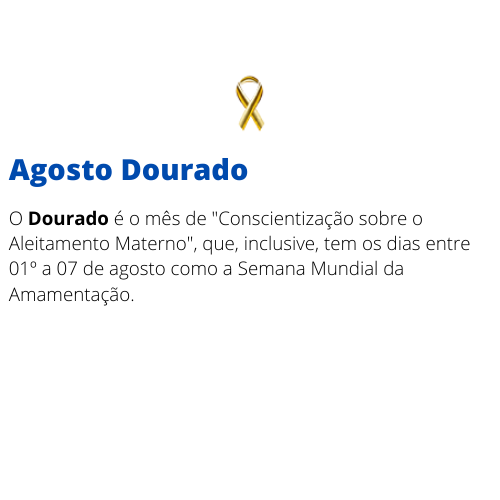 Agosto Dourado
O Dourado é o mês de "Conscientização sobre o
Aleitamento Materno", que, inclusive, tem os dias entre
01º a 07 de agosto como a Semana Mundial da
Amamentação.